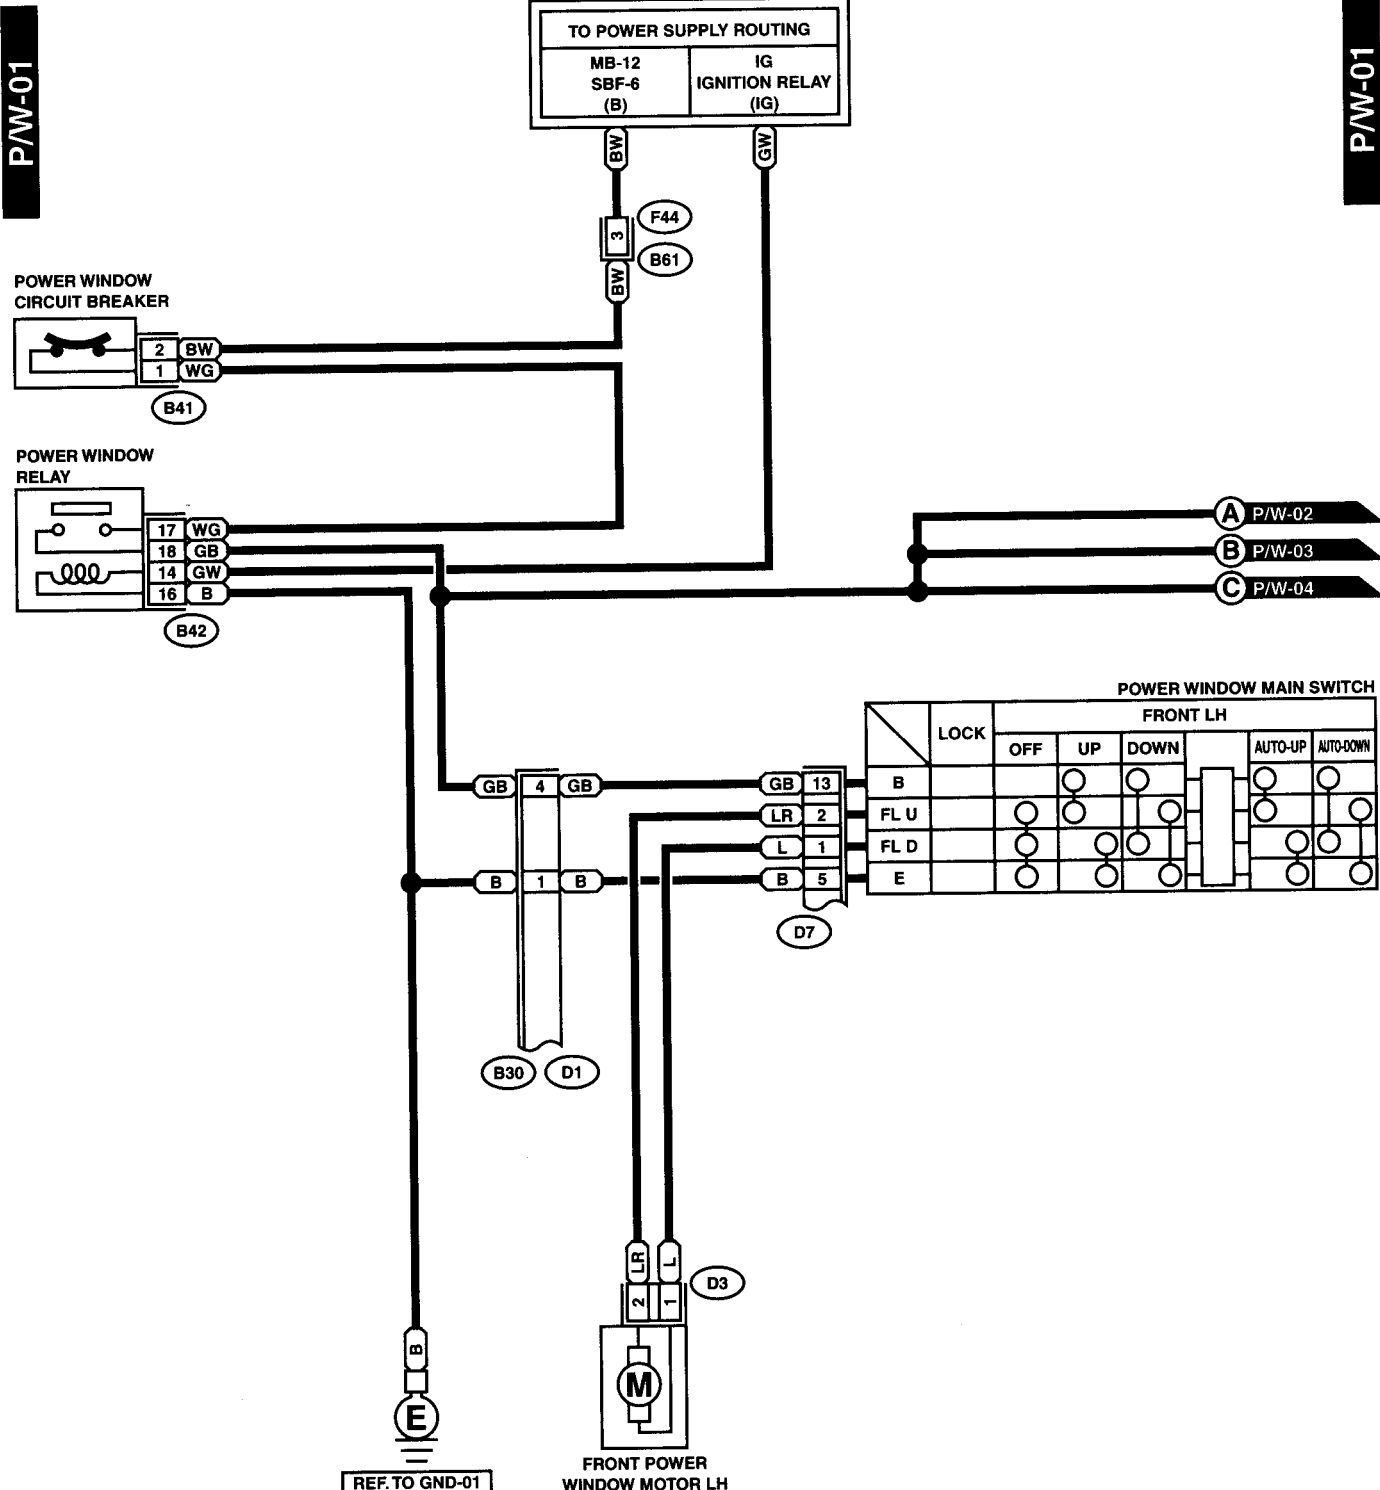 P/W-01
P/W-01
TO POWER SUPPLY ROUTING
MB-12
SBF-6
(B)
IG
IGNITION RELAY
(IG)
BW
GW
3
F44
B61
BW
POWER WINDOW
CIRCUIT BREAKER
2 BW
1 WG
B41
POWER WINDOW
RELAY
17 WG
18 GB
14 GW
16 B
B42
A P/W-02
B P/W-03
C P/W-04
POWER WINDOW MAIN SWITCH
FRONT LH
LOCK
OFF UP DOWN AUTO-UP AUTO-DOWN
GB 4 GB GB 13 B
LR 2 FL U
L 1 FL D
B 1 B B 5 E
D7
B30 D1
LR L
D3
2 1
B
M
E
FRONT POWER
WINDOW MOTOR LH
REF. TO GND-01